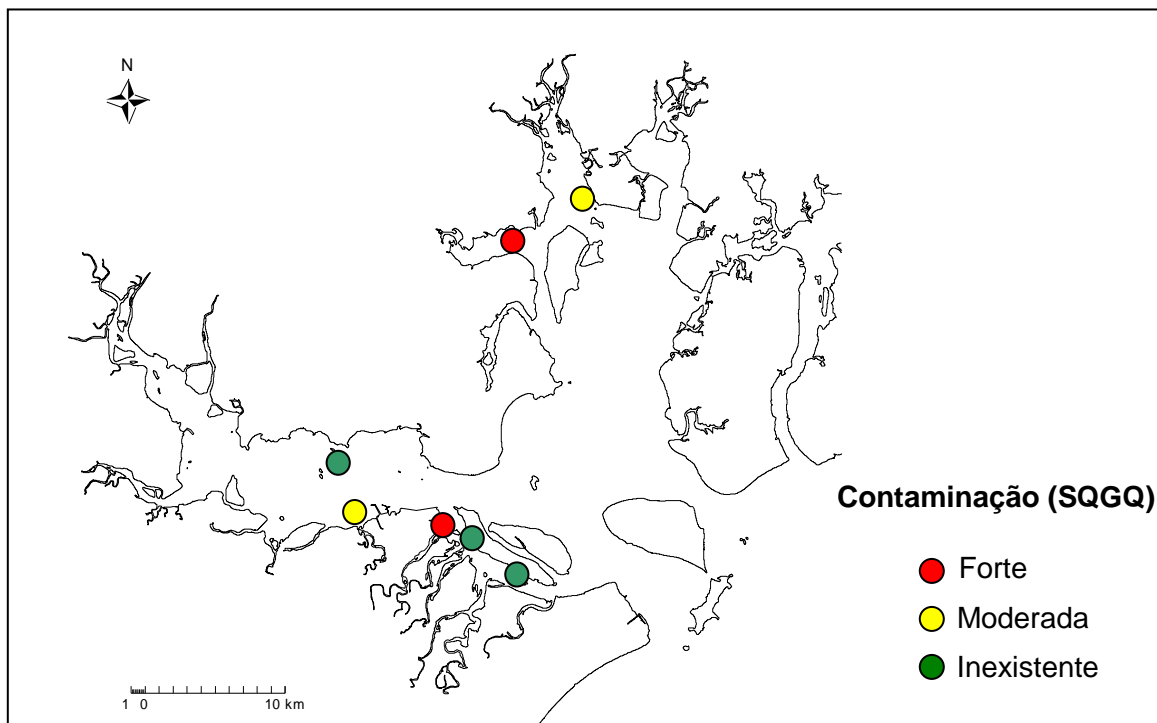 N
Contaminação (SQGQ)
Forte
Moderada
Inexistente
1 0 10 km